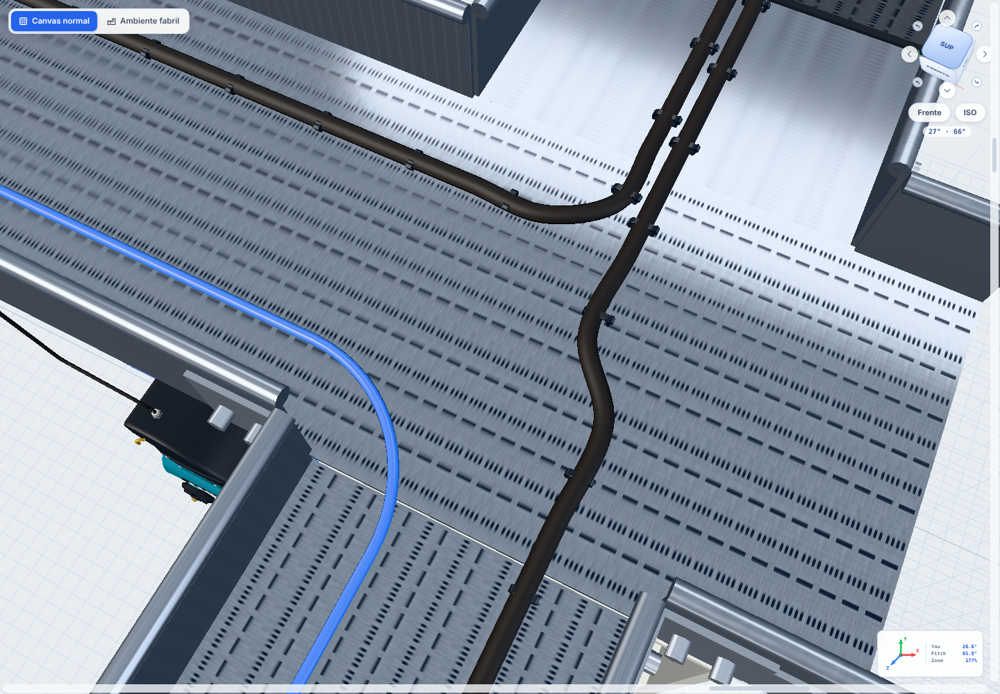 Canvas normal
Ambiente fabril
SUP
Frente
ISO
27° · 66°
Y
X
Z
Yaw 26.6°
Pitch 65.9°
Zoom 177%